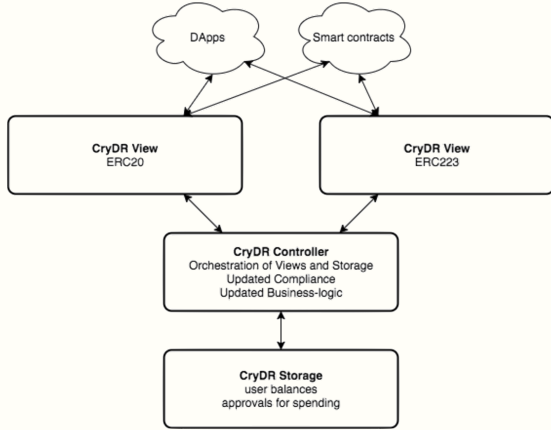 DApps
Smart contracts
CryDR View
ERC20
CryDR View
ERC223
CryDR Controller
Orchestration of Views and Storage
Updated Compliance
Updated Business-logic
CryDR Storage
user balances
approvals for spending